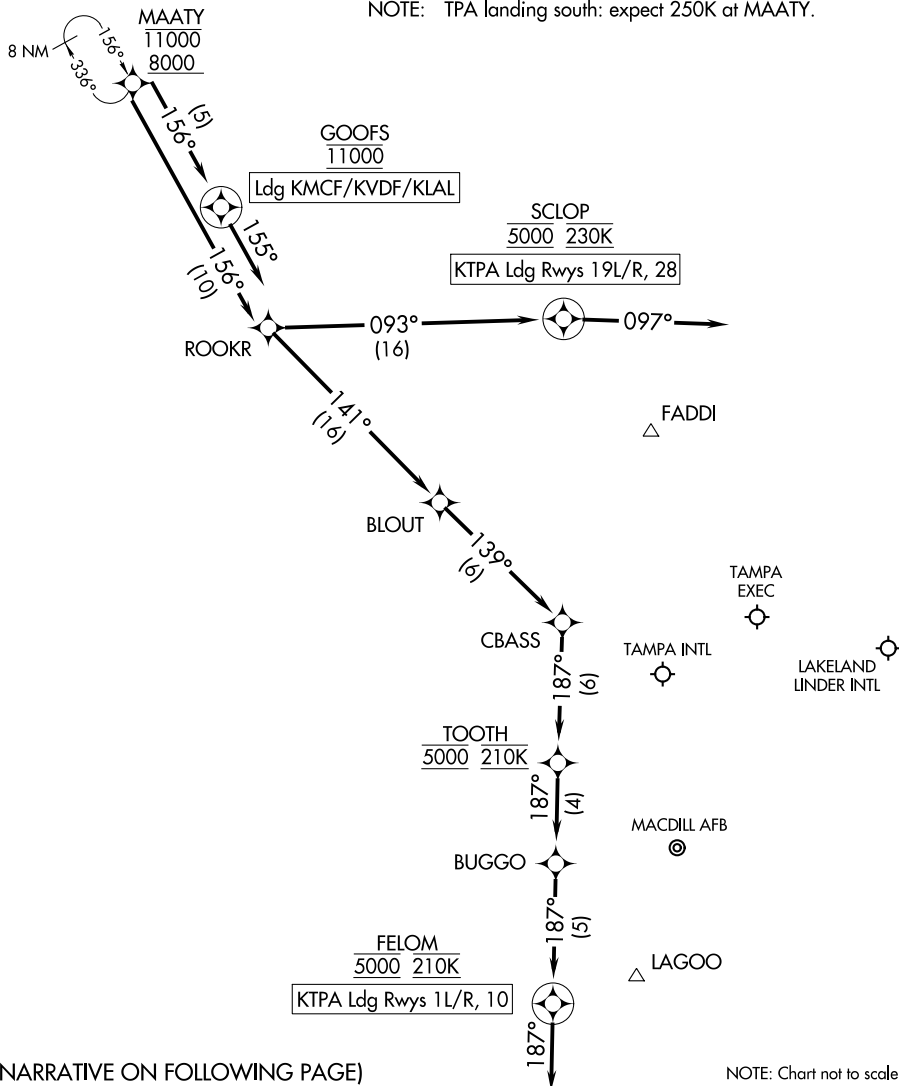 NOTE: TPA landing south: expect 250K at MAATY.
MAATY
11000
8000
8 NM
156°
336°
(5)
156°
GOOFS
11000
Ldg KMCF/KVDF/KLAL
155°
156°
(10)
SCLOP
5000 230K
KTPA Ldg Rwys 19L/R, 28
ROOKR
093°
(16)
097°
141°
(16)
FADDI
BLOUT
139°
(6)
TAMPA
EXEC
CBASS
TAMPA INTL
LAKELAND
LINDER INTL
187°
(6)
TOOTH
5000 210K
187°
(4)
MACDILL AFB
BUGGO
187°
(5)
FELOM
5000 210K
KTPA Ldg Rwys 1L/R, 10
LAGOO
187°
NARRATIVE ON FOLLOWING PAGE)
NOTE: Chart not to scale